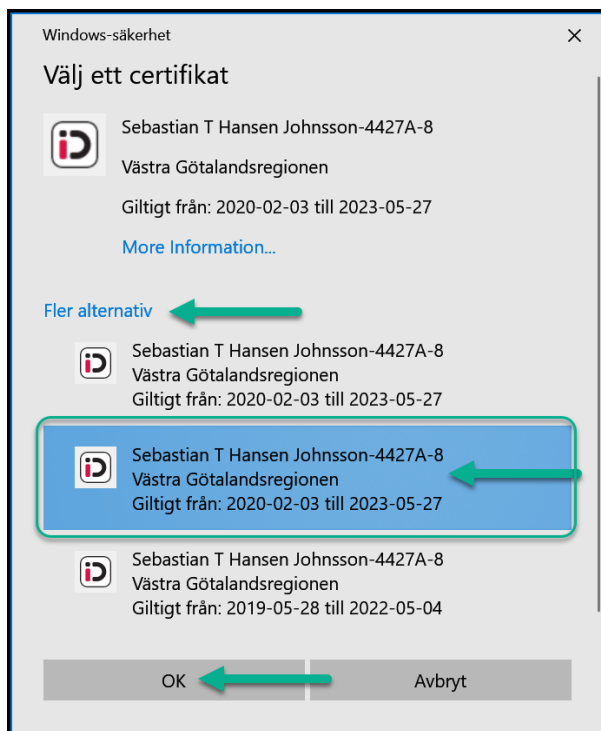 Windows-säkerhet
Välj ett certifikat
Sebastian T Hansen Johnsson-4427A-8
Västra Götalandsregionen
Giltigt från: 2020-02-03 till 2023-05-27
More Information...
Fler alternativ
Sebastian T Hansen Johnsson-4427A-8
Västra Götalandsregionen
Giltigt från: 2020-02-03 till 2023-05-27
Sebastian T Hansen Johnsson-4427A-8
Västra Götalandsregionen
Giltigt från: 2020-02-03 till 2023-05-27
Sebastian T Hansen Johnsson-4427A-8
Västra Götalandsregionen
Giltigt från: 2019-05-28 till 2022-05-04
OK
Avbryt